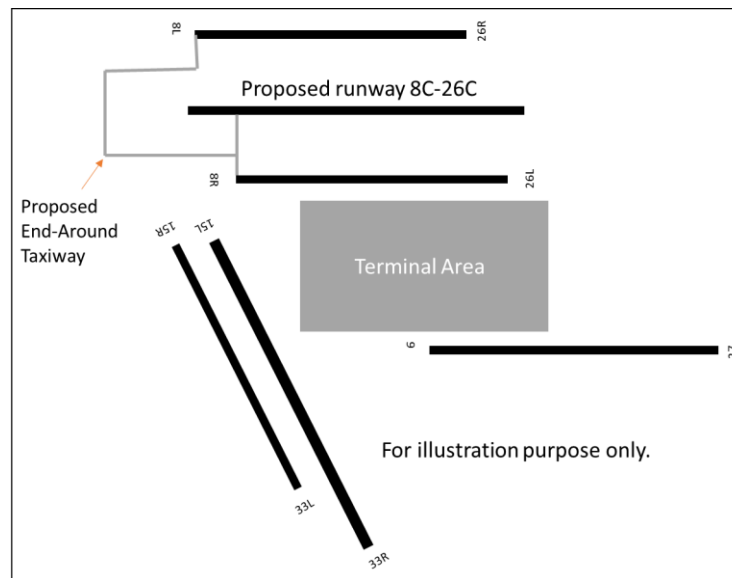 8L
26R
Proposed runway 8C-26C
8R
26L
Proposed
End-Around
Taxiway
15R
15L
Terminal Area
9
27
For illustration purpose only.
33L
33R